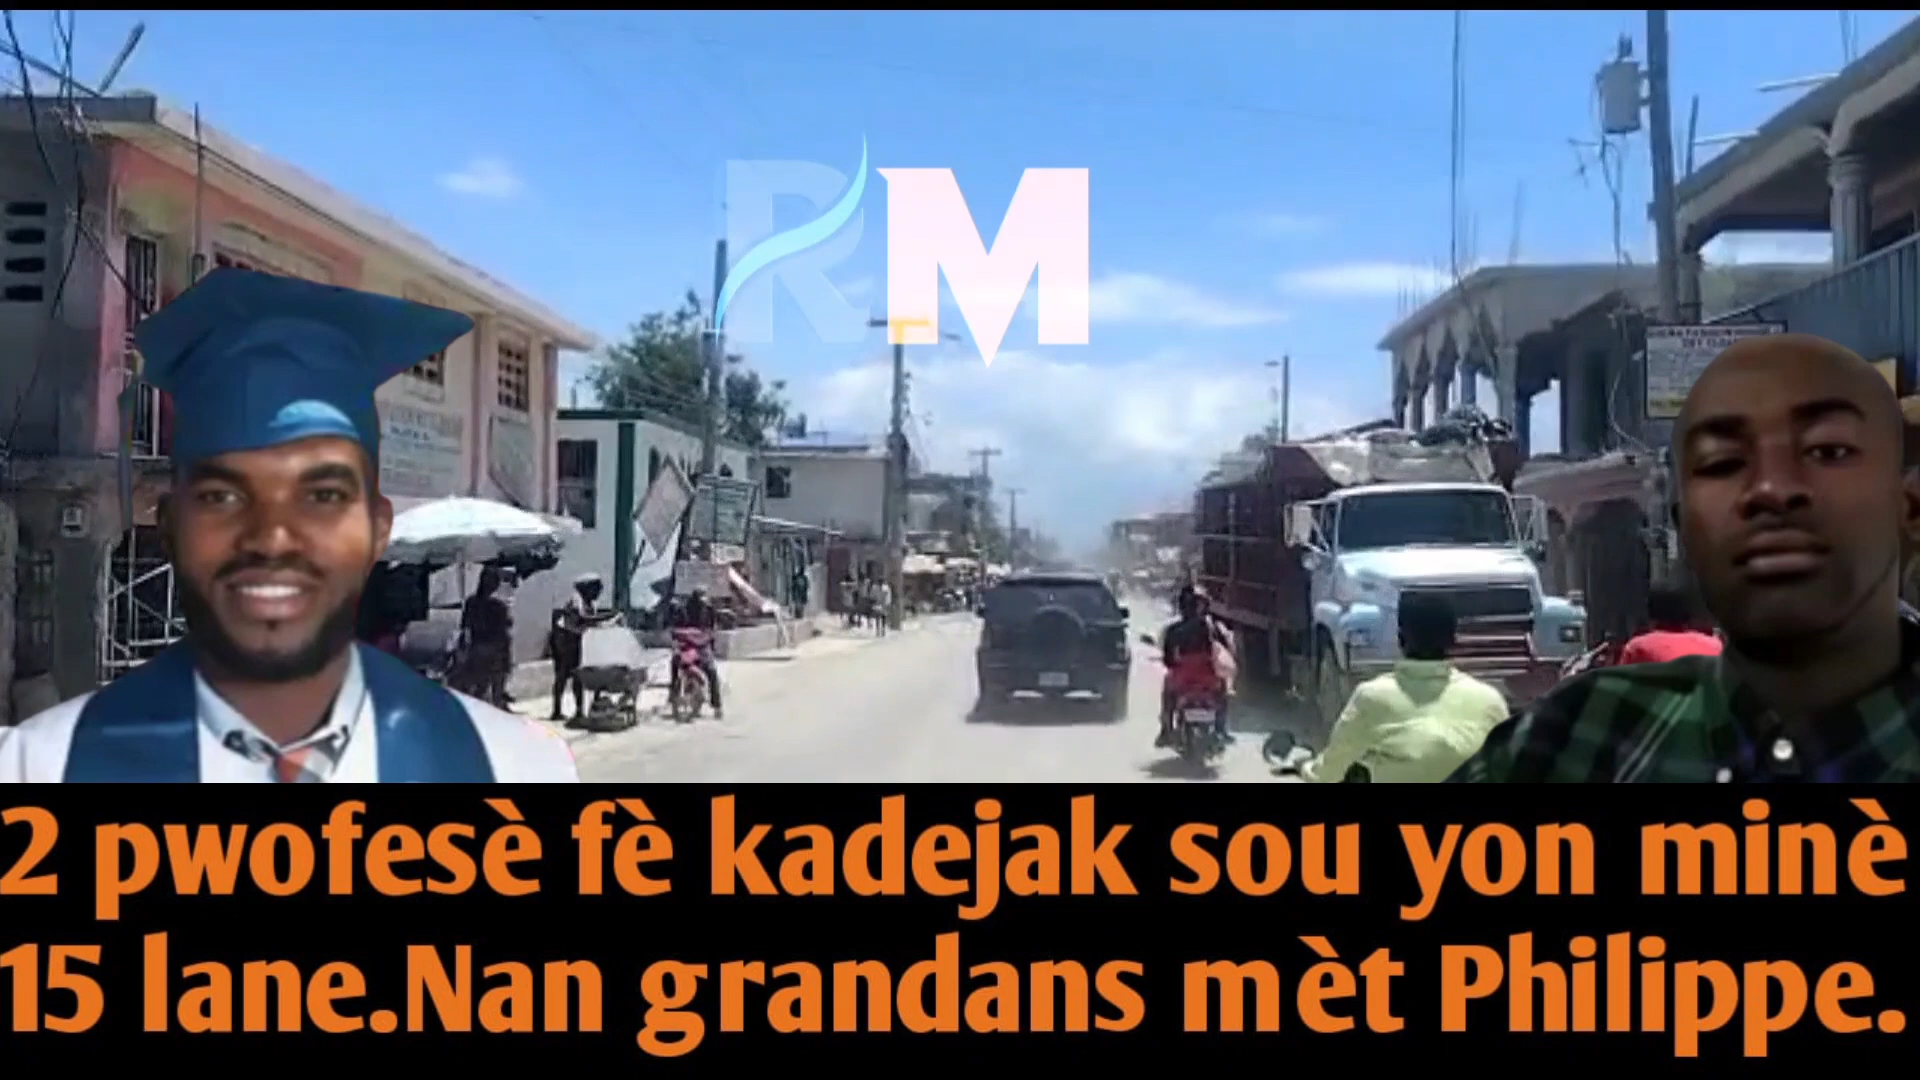 RM
2 pwofesè fè kadejak sou yon minè
15 lane.Nan grandans mèt Philippe.